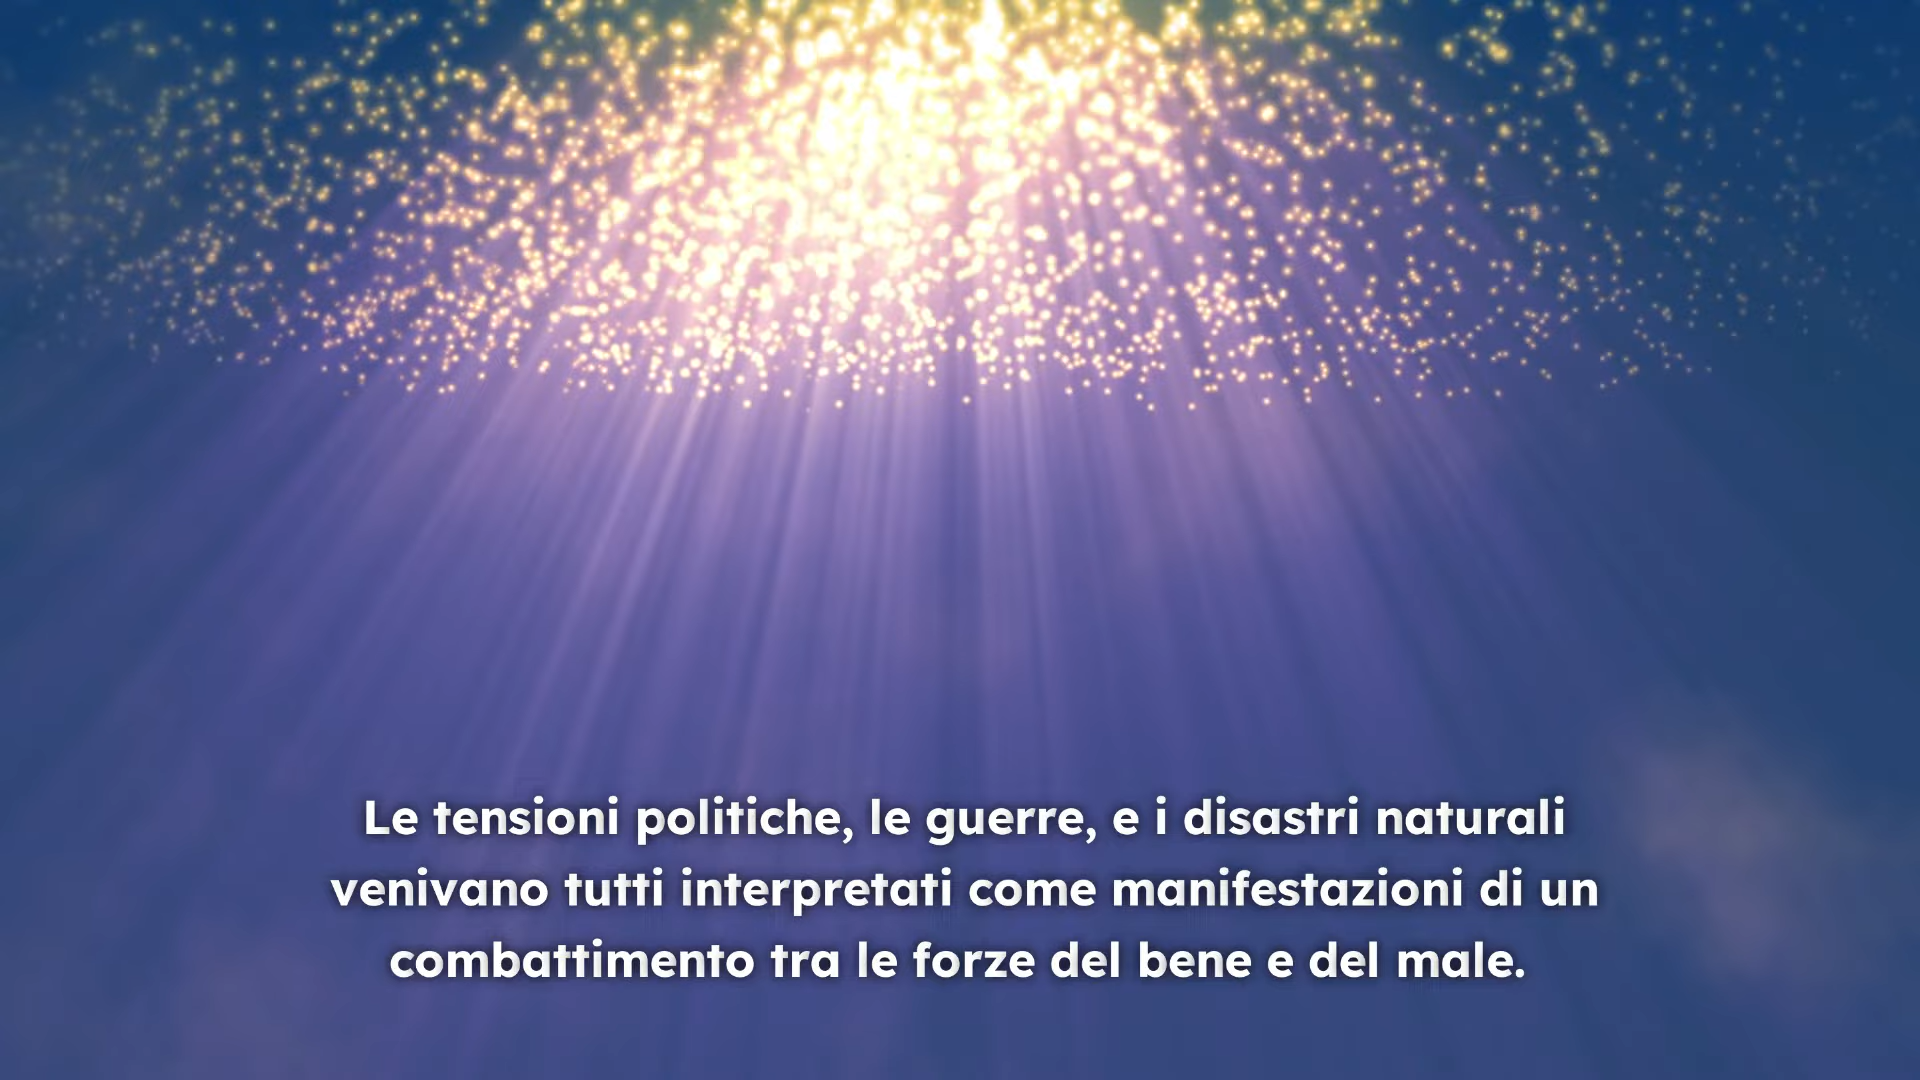 Le tensioni politiche, le guerre, e i disastri naturali
venivano tutti interpretati come manifestazioni di un
combattimento tra le forze del bene e del male.